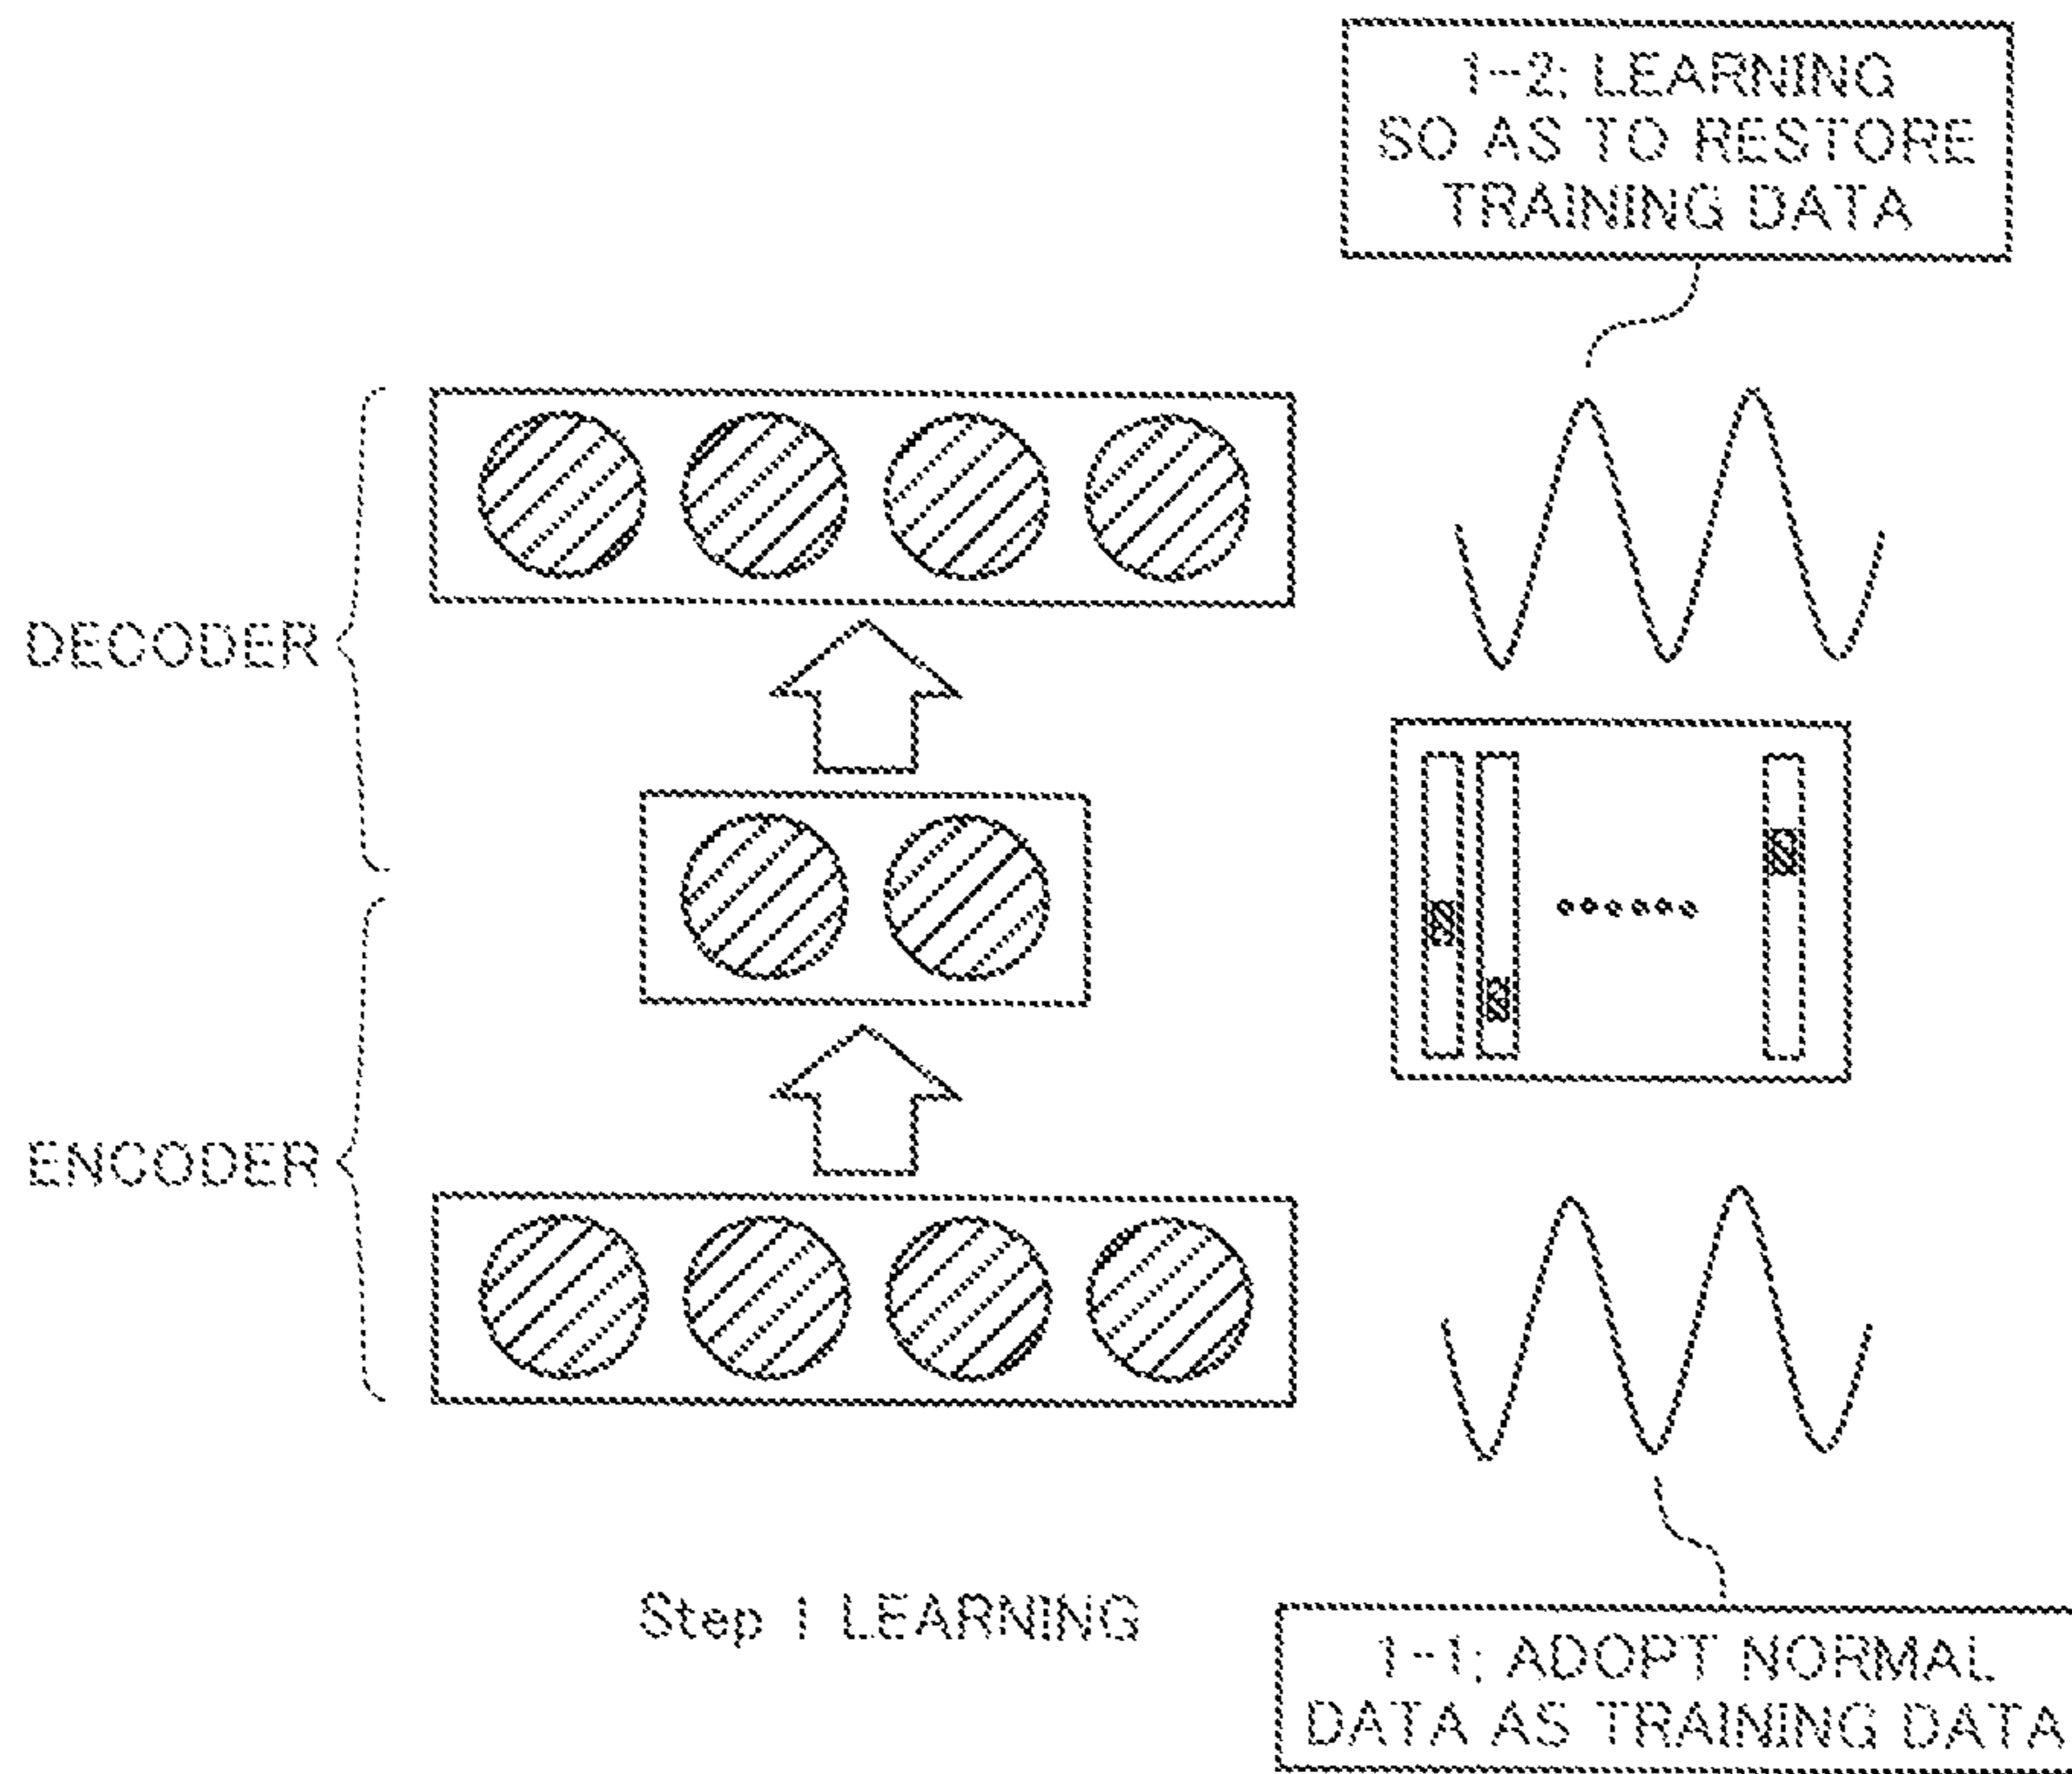 1-2; LEARNING
SO AS TO RESTORE
TRAINING DATA
DECODER
ENCODER
Step 1 LEARNING
1-1; ADOPT NORMAL
DATA AS TRAINING DATA